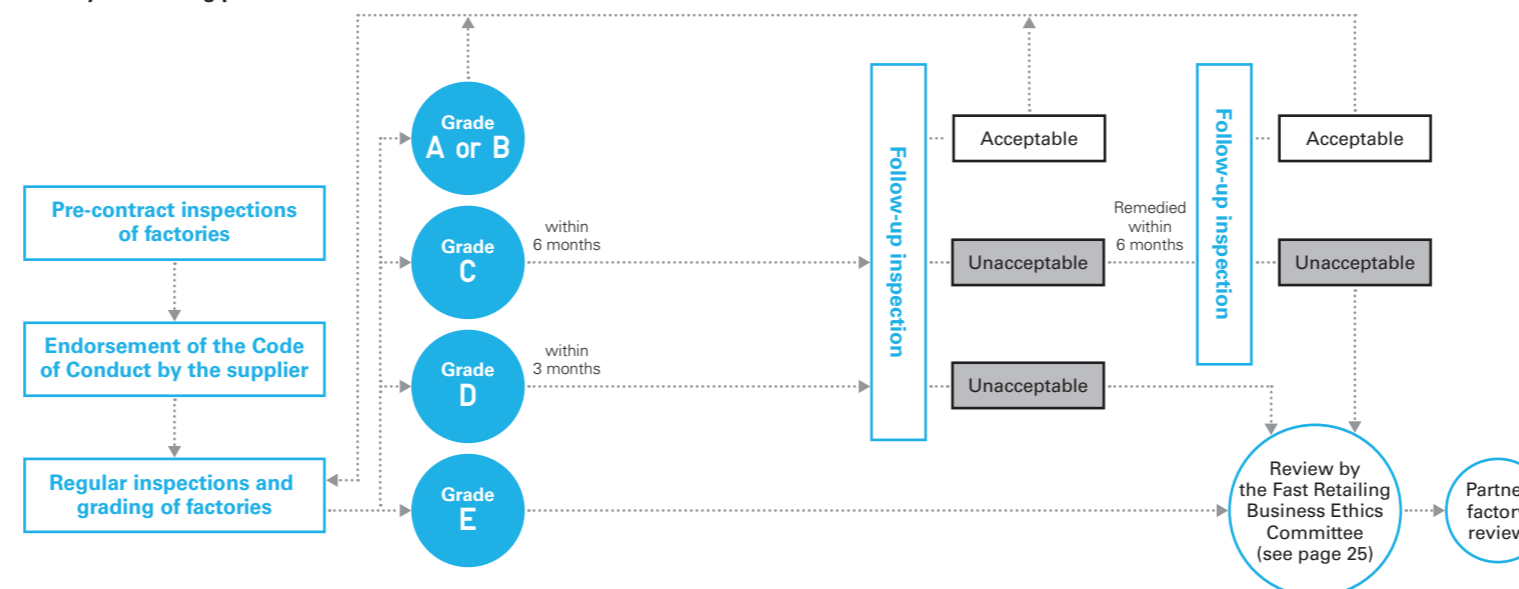 Pre-contract inspections
of factories
Endorsement of the Code
of Conduct by the supplier
Regular inspections and
grading of factories
Grade
A or B
Grade
C
within
6 months
Grade
D
within
3 months
Grade
E
Follow-up inspection
Acceptable
Unacceptable
Unacceptable
Remedied
within
6 months
Follow-up inspection
Acceptable
Unacceptable
Review by
the Fast Retailing
Business Ethics
Committee
(see page 25)
factory
review